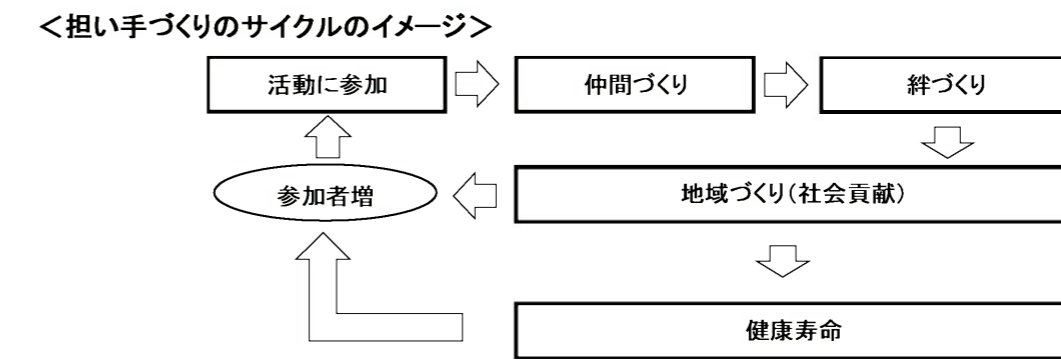 ＜担い手づくりのサイクルのイメージ＞
活動に参加
仲間づくり
絆づくり
参加者増
地域づくり（社会貢献）
健康寿命